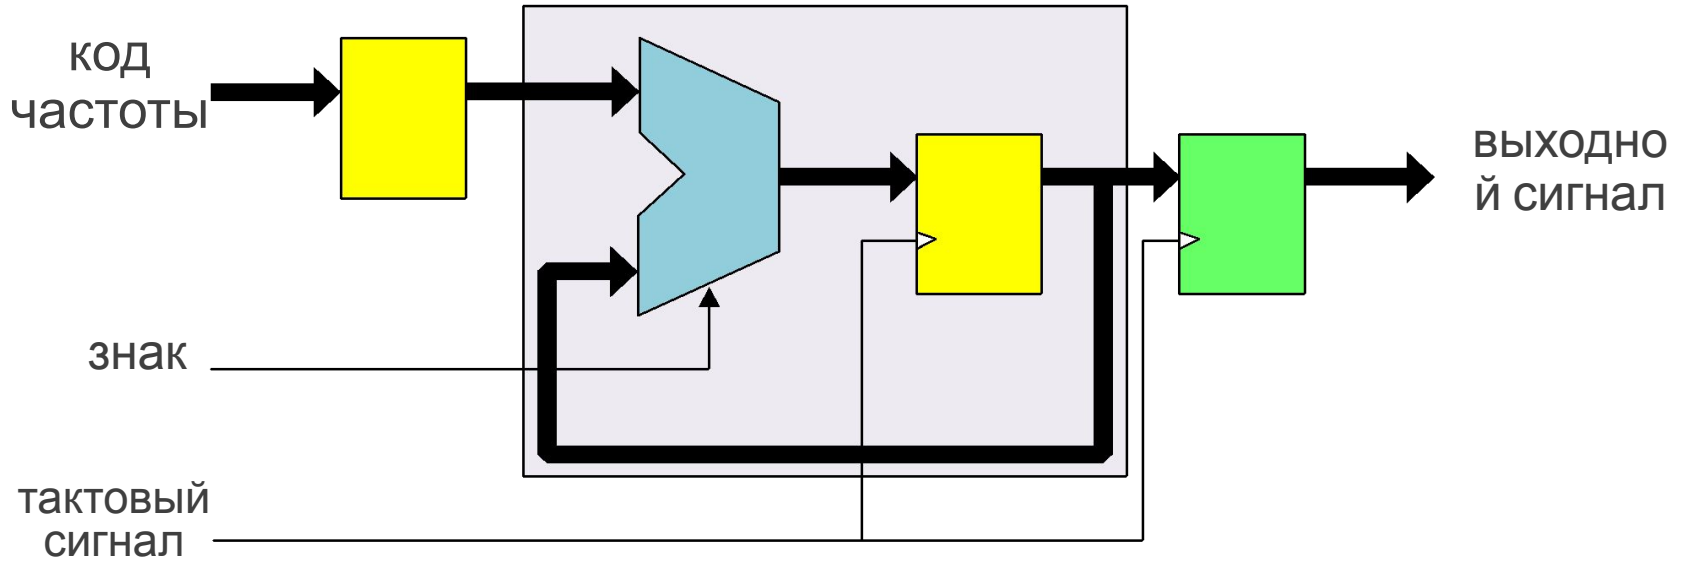 код
частоты
выходно
й сигнал
знак
тактовый
сигнал